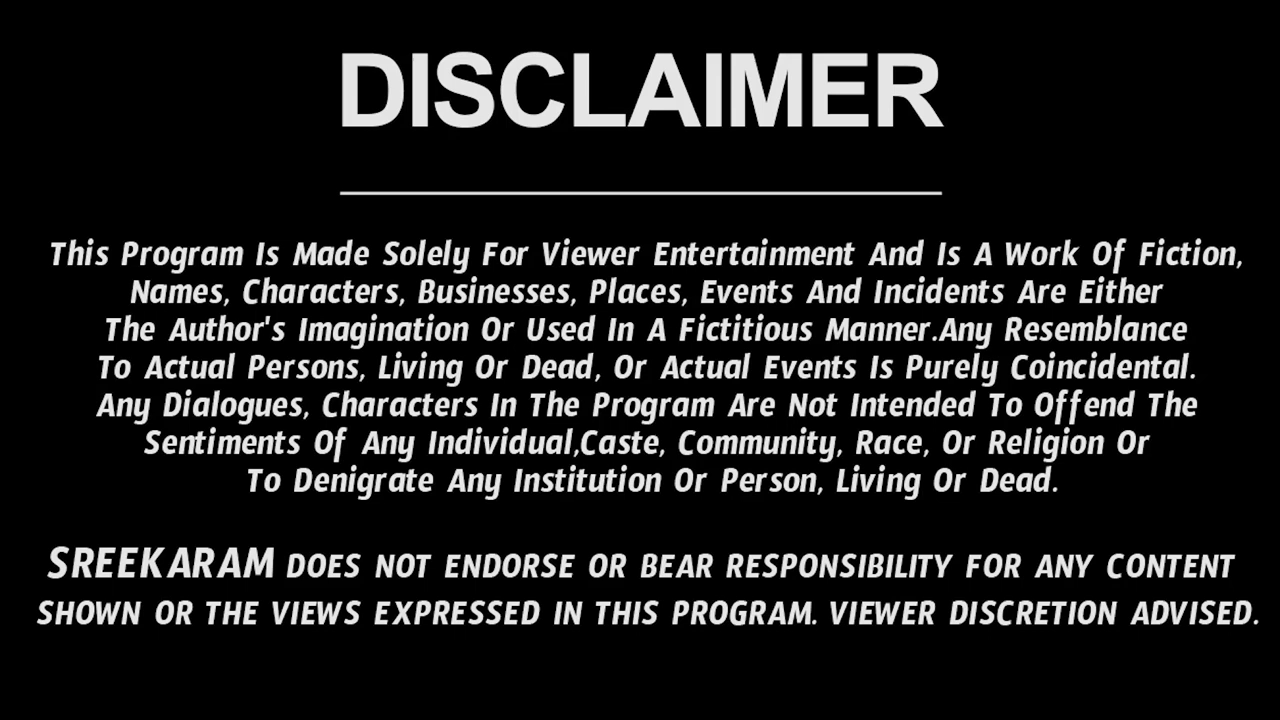 DISCLAIMER
This Program Is Made Solely For Viewer Entertainment And Is A Work Of Fiction,
Names, Characters, Businesses, Places, Events And Incidents Are Either
The Author's Imagination Or Used In A Fictitious Manner.Any Resemblance
To Actual Persons, Living Or Dead, Or Actual Events Is Purely Coincidental.
Any Dialogues, Characters In The Program Are Not Intended To Offend The
Sentiments Of Any Individual,Caste, Community, Race, Or Religion Or
To Denigrate Any Institution Or Person, Living Or Dead.
SREEKARAM DOES NOT ENDORSE OR BEAR RESPONSIBILITY FOR ANY CONTENT
SHOWN OR THE VIEWS EXPRESSED IN THIS PROGRAM. VIEWER DISCRETION ADVISED.